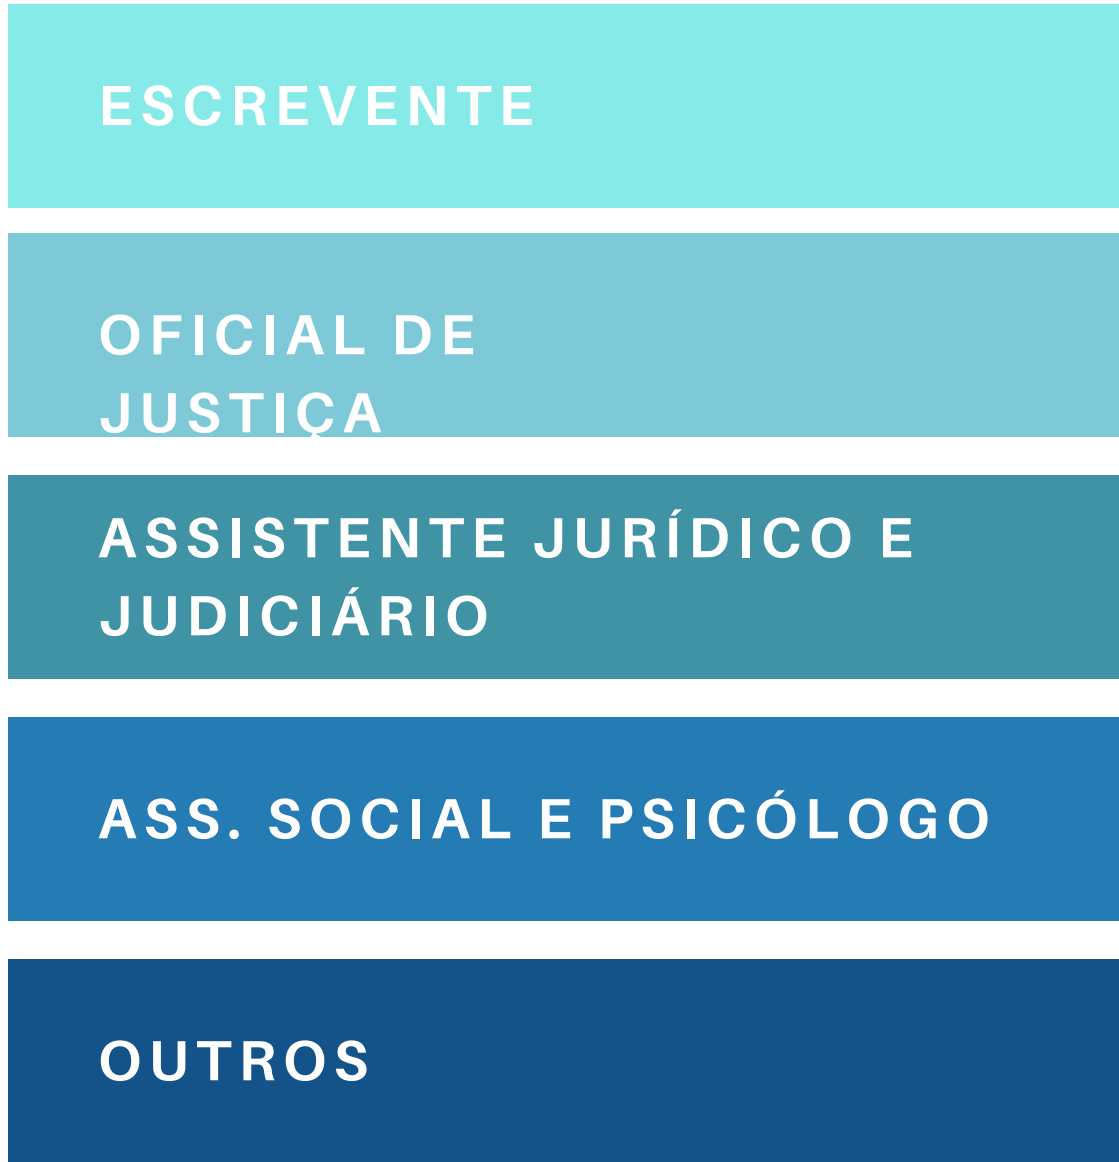 ESCREVENTE
OFICIAL DE
JUSTIÇA
ASSISTENTE JURÍDICO E
JUDICIÁRIO
ASS. SOCIAL E PSICÓLOGO
OUTROS